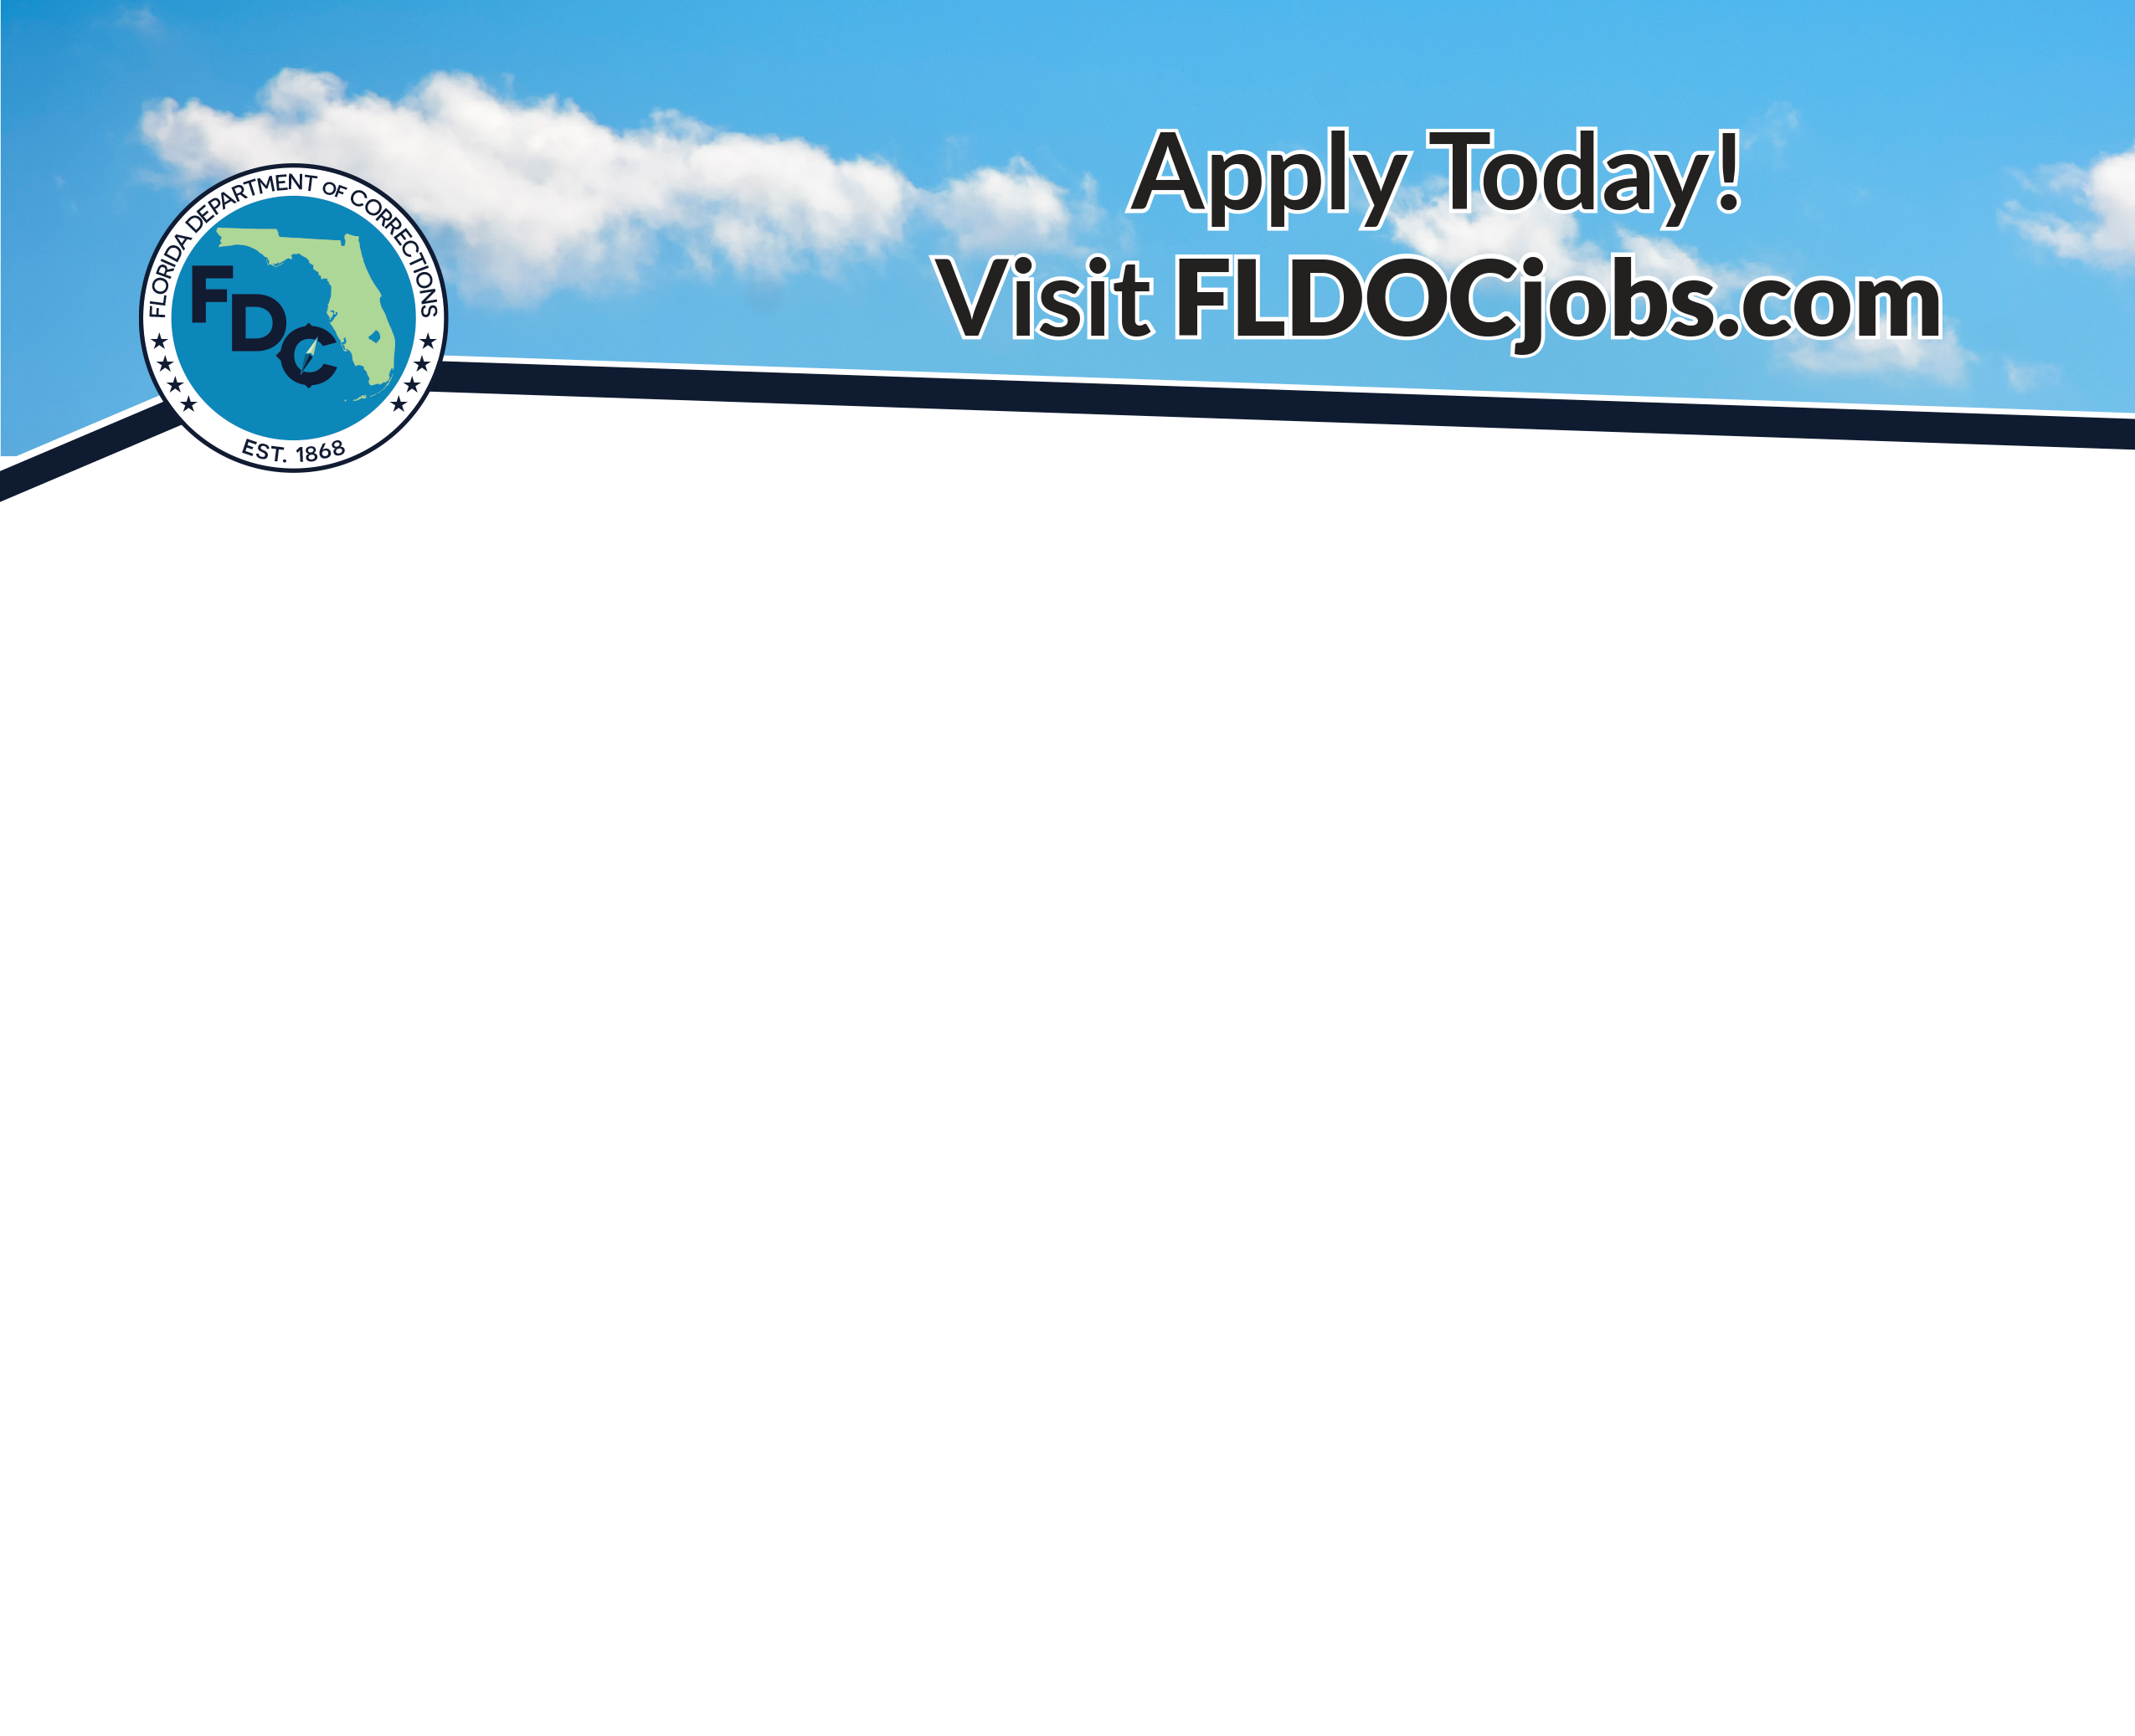 Apply Today!
Visit FLDOCjobs.com
FLORIDA DEPARTMENT OF CORRECTIONS
FDC
EST. 1868